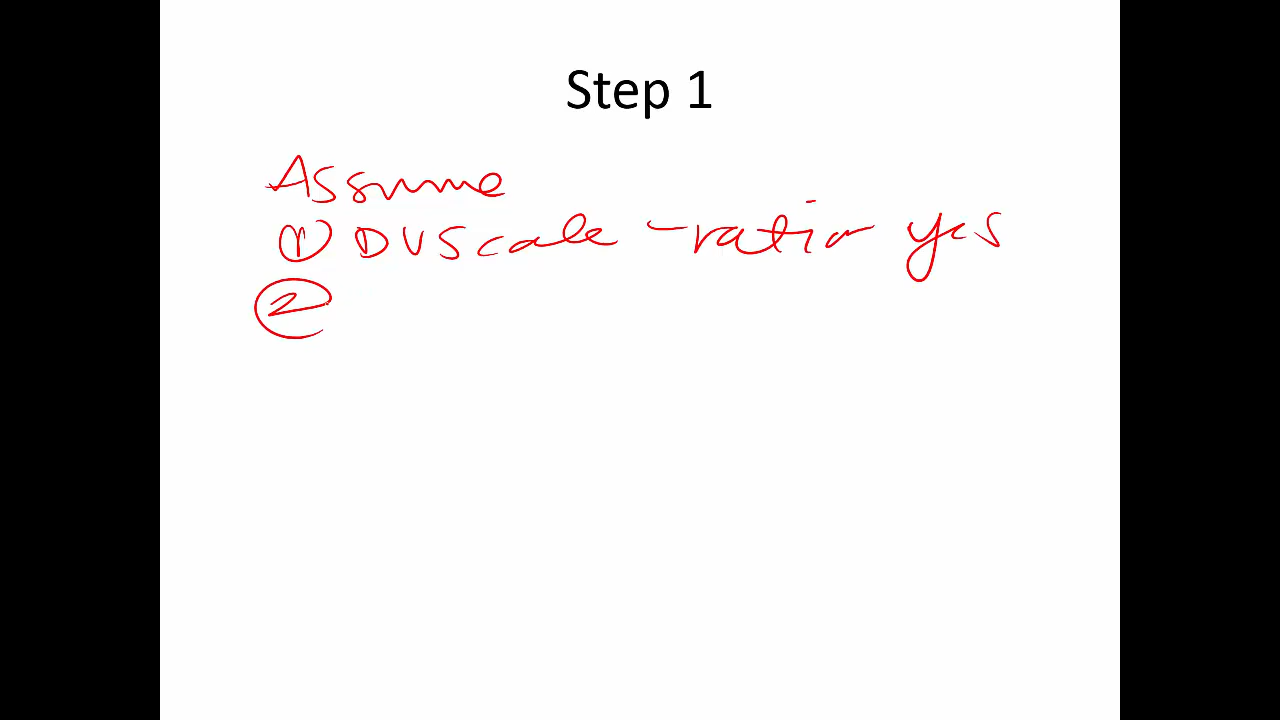 Step 1
Assume
① DV Scale - ratio yes
②